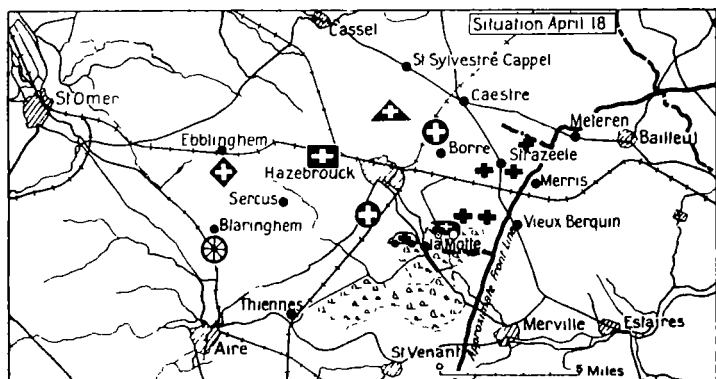 Situation April 18
Cassel
St Sylvestré Cappel
St Omer
Caestre
Meteren
Ebblinghem
Borre
Bailleul
Hazebrouck
Strazeele
Merris
Sercus
Blaringhem
la Motte
Vieux Berquin
Approximate Front Line
Thiennes
Merville
Estaires
Aire
St Venant
5 Miles